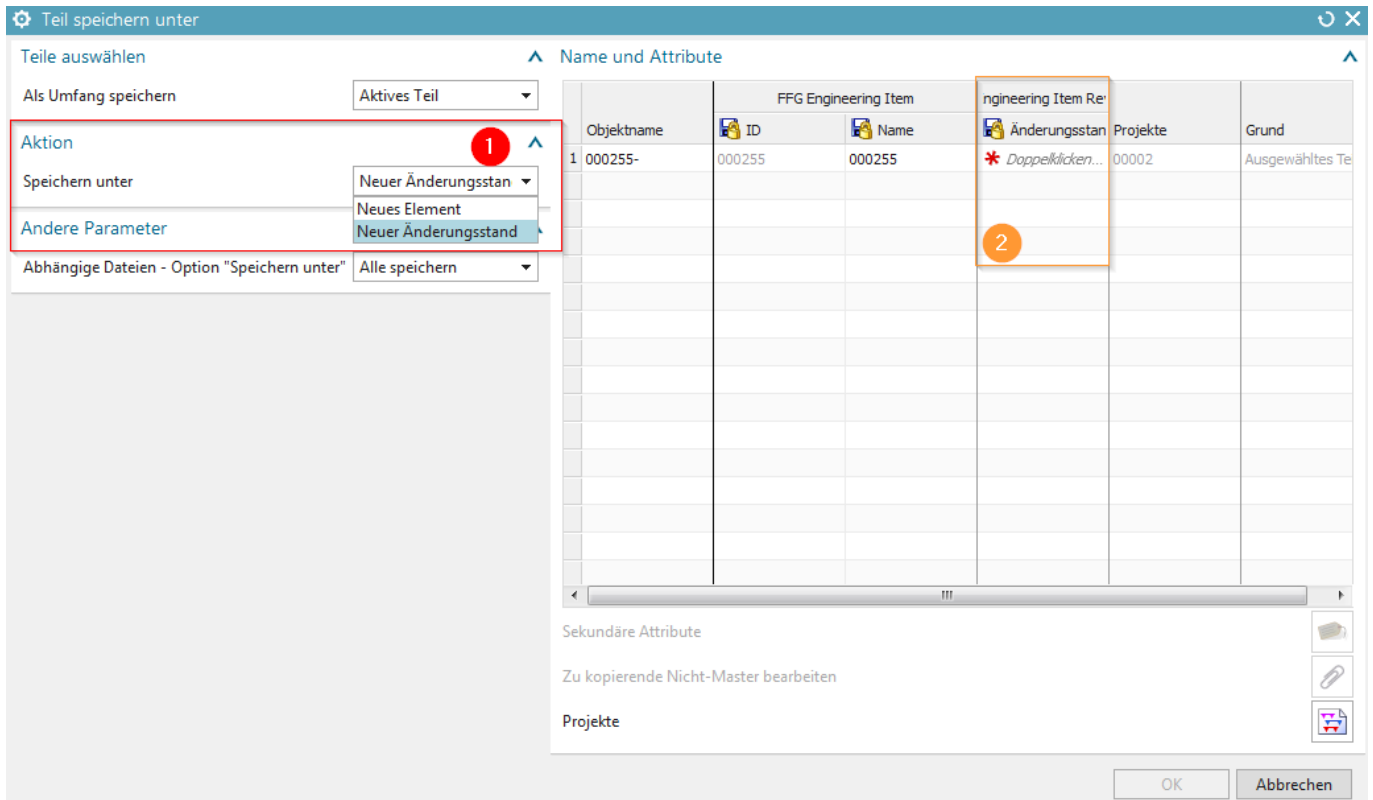 Teil speichern unter
Teile auswählen
Als Umfang speichern
Aktives Teil
Aktion
1
Speichern unter
Neuer Änderungsstan
Neues Element
Neuer Änderungsstand
Andere Parameter
Abhängige Dateien - Option "Speichern unter"
Alle speichern
Name und Attribute
FFG Engineering Item
ngineering Item Re
Objektname
ID
Name
Änderungsstan
Projekte
Grund
1
000255-
000255
000255
* Doppelklicken...
00002
Ausgewähltes Te
2
Sekundäre Attribute
Zu kopierende Nicht-Master bearbeiten
Projekte
OK
Abbrechen